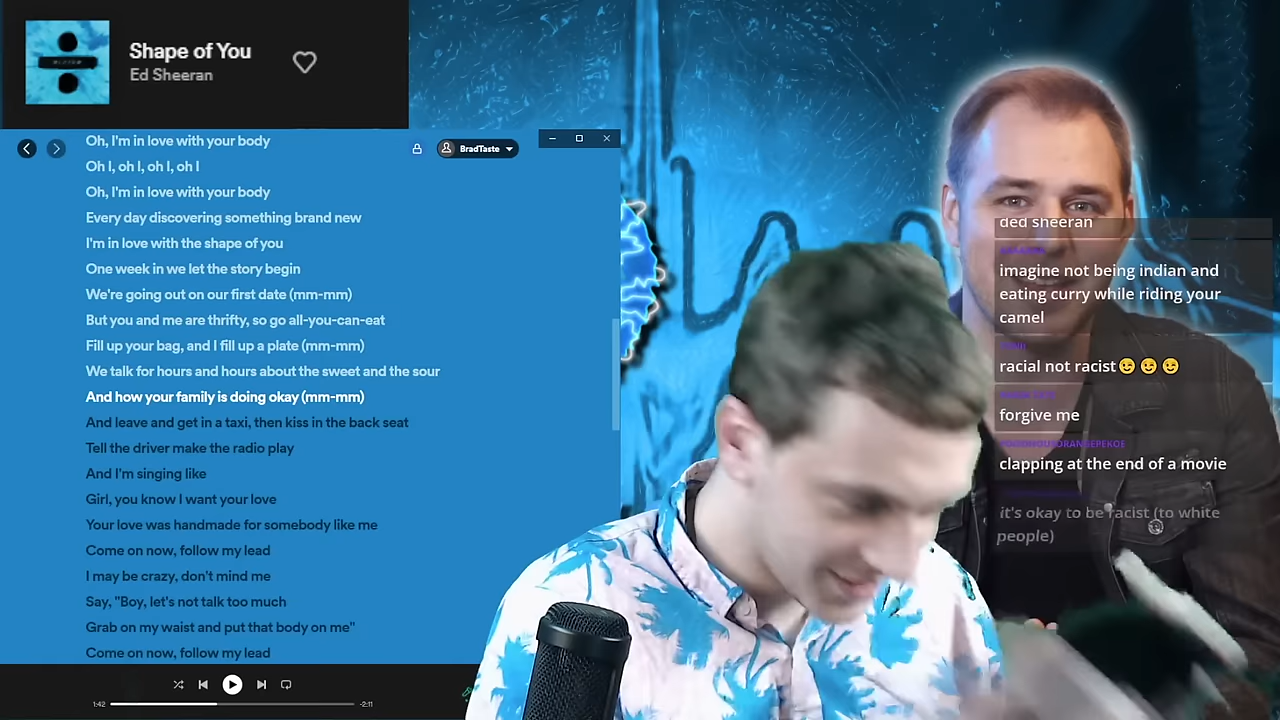 Shape of You
Ed Sheeran
BradTaste
Oh, I'm in love with your body
Oh I, oh I, oh I, oh I
Oh, I'm in love with your body
Every day discovering something brand new
I'm in love with the shape of you
One week in we let the story begin
We're going out on our first date (mm-mm)
But you and me are thrifty, so go all-you-can-eat
Fill up your bag, and I fill up a plate (mm-mm)
We talk for hours and hours about the sweet and the sour
And how your family is doing okay (mm-mm)
And leave and get in a taxi, then kiss in the back seat
Tell the driver make the radio play
And I'm singing like
Girl, you know I want your love
Your love was handmade for somebody like me
Come on now, follow my lead
I may be crazy, don't mind me
Say, "Boy, let's not talk too much
Grab on my waist and put that body on me"
Come on now, follow my lead
1:42
-2:11
ded sheeran
imagine not being indian and
eating curry while riding your
camel
racial not racist😉 😉 😉
forgive me
clapping at the end of a movie
it's okay to be racist (to white
people)